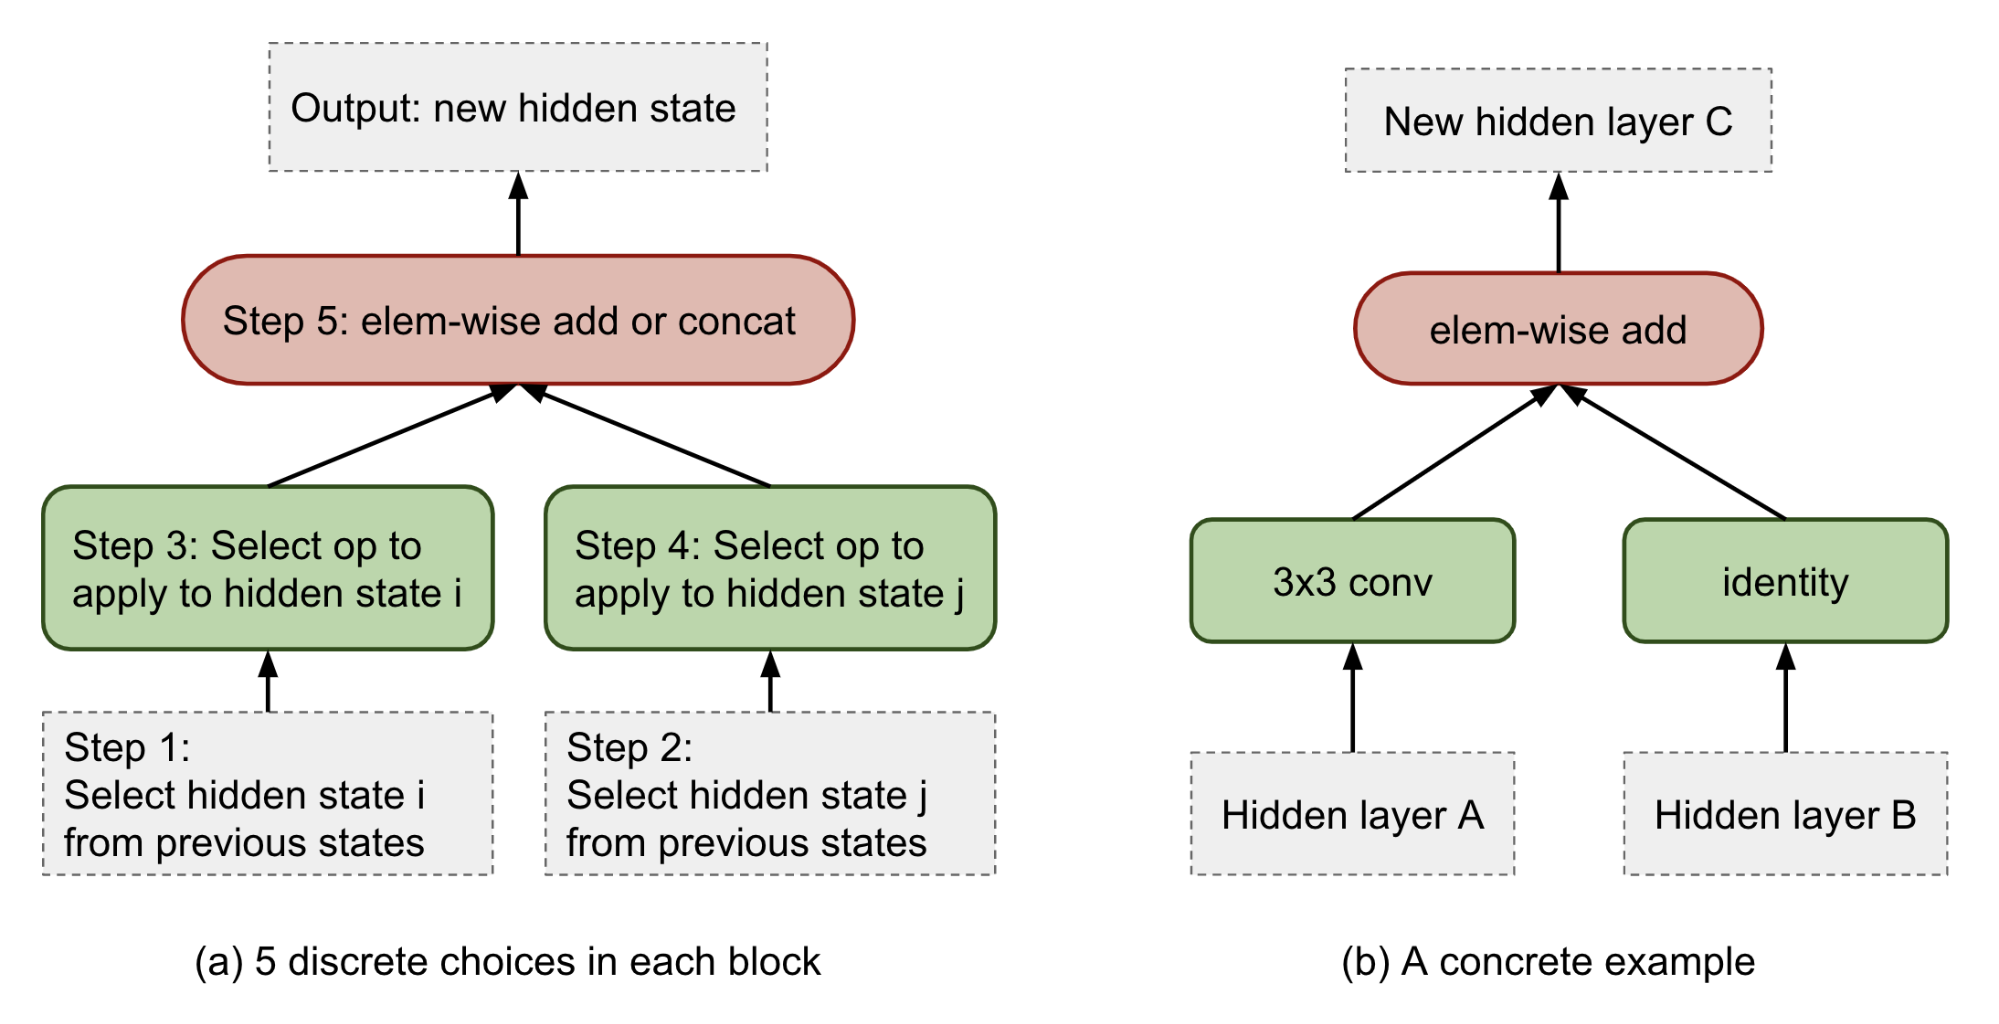 Output: new hidden state
Step 5: elem-wise add or concat
Step 3: Select op to
apply to hidden state i
Step 4: Select op to
apply to hidden state j
Step 1:
Select hidden state i
from previous states
Step 2:
Select hidden state j
from previous states
(a) 5 discrete choices in each block
New hidden layer C
elem-wise add
3x3 conv
identity
Hidden layer A
Hidden layer B
(b) A concrete example